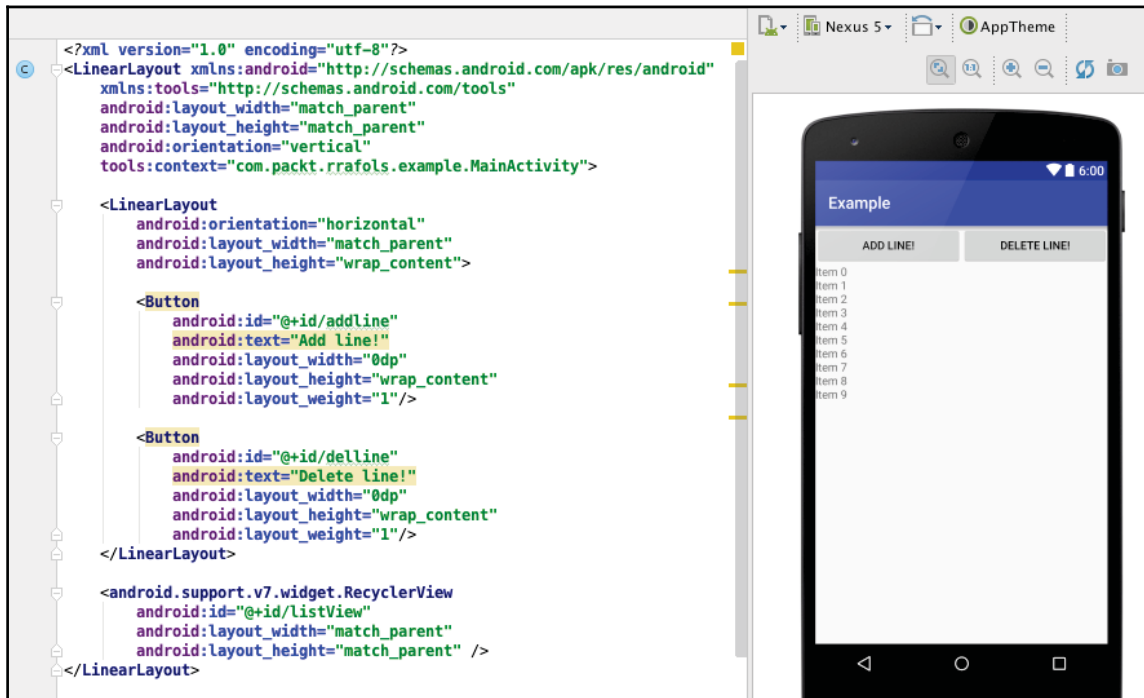 <?xml version="1.0" encoding="utf-8"?>
<LinearLayout xmlns:android="http://schemas.android.com/apk/res/android"
    xmlns:tools="http://schemas.android.com/tools"
    android:layout_width="match_parent"
    android:layout_height="match_parent"
    android:orientation="vertical"
    tools:context="com.packt.rrafols.example.MainActivity">

    <LinearLayout
        android:orientation="horizontal"
        android:layout_width="match_parent"
        android:layout_height="wrap_content">

        <Button
            android:id="@+id/addline"
            android:text="Add line!"
            android:layout_width="0dp"
            android:layout_height="wrap_content"
            android:layout_weight="1"/>

        <Button
            android:id="@+id/delline"
            android:text="Delete line!"
            android:layout_width="0dp"
            android:layout_height="wrap_content"
            android:layout_weight="1"/>
    </LinearLayout>

    <android.support.v7.widget.RecyclerView
        android:id="@+id/listView"
        android:layout_width="match_parent"
        android:layout_height="match_parent" />
</LinearLayout>
C
Nexus 5
AppTheme
1:1
6:00
Example
ADD LINE!
DELETE LINE!
Item 0
Item 1
Item 2
Item 3
Item 4
Item 5
Item 6
Item 7
Item 8
Item 9